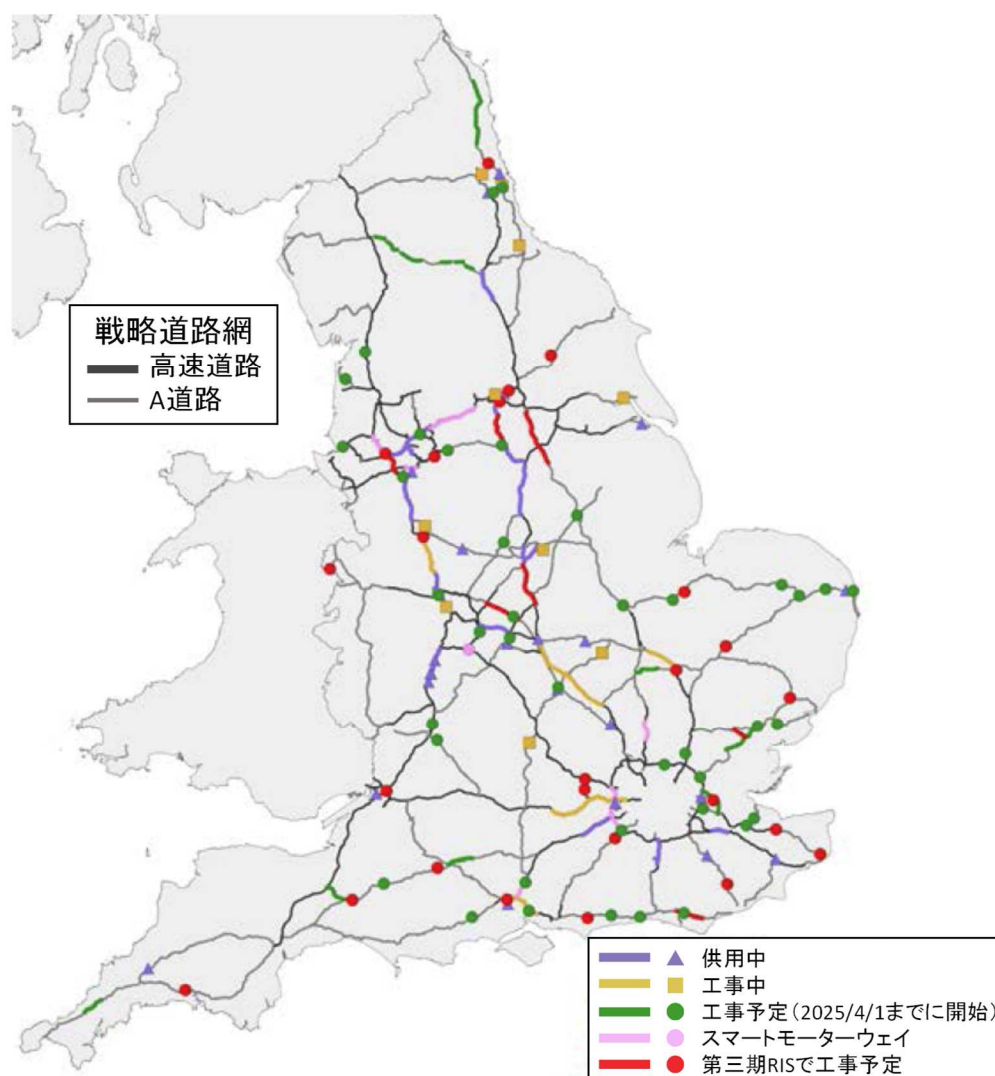 戦略道路網
高速道路
A道路
供用中
工事中
工事予定(2025/4/1までに開始)
スマートモーターウェイ
第三期RISで工事予定